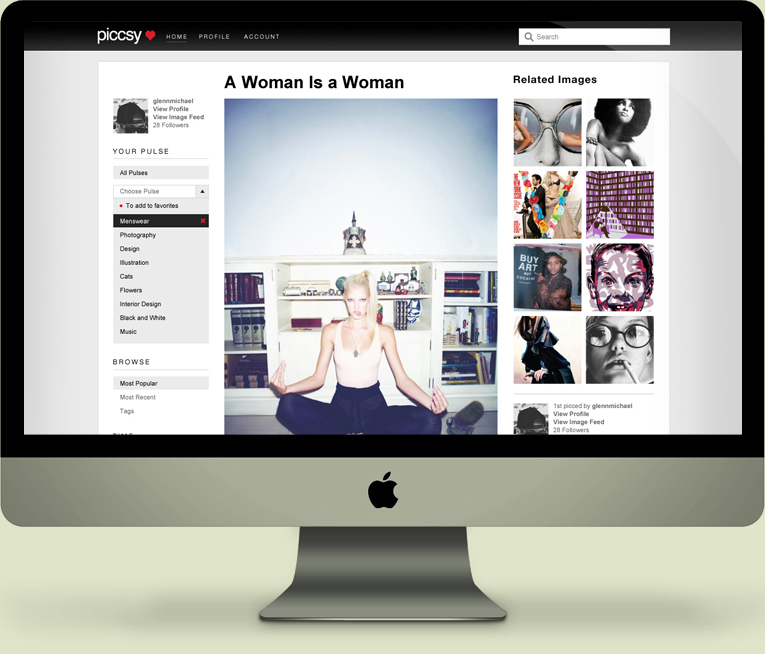 piccsy
HOME PROFILE ACCOUNT
Search
A Woman Is a Woman
Related Images
glennmichael
View Profile
View Image Feed
28 Followers
YOUR PULSE
All Pulses
Choose Pulse
To add to favorites
Menswear
Photography
Design
Illustration
Cats
Flowers
Interior Design
Black and White
Music
BROWSE
Most Popular
Most Recent
Tags
BUY
ART
1st picced by glennmichael
View Profile
View Image Feed
28 Followers